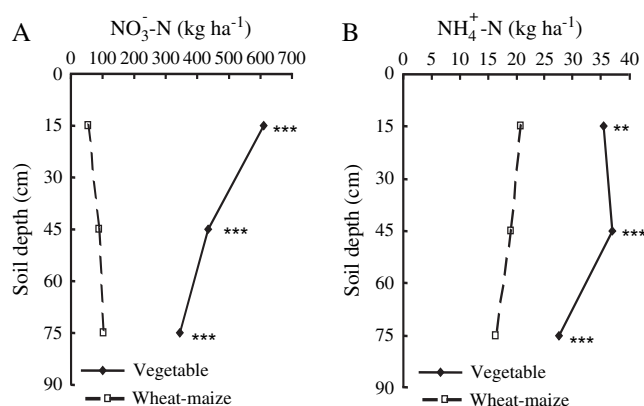 A
NO₃⁻-N (kg ha⁻¹)
0 100 200 300 400 500 600 700
0
15
30
45
60
75
90
Soil depth (cm)
***
***
***
Vegetable
Wheat-maize
B
NH₄⁺-N (kg ha⁻¹)
0 5 10 15 20 25 30 35 40
0
15
30
45
60
75
90
Soil depth (cm)
**
***
***
Vegetable
Wheat-maize